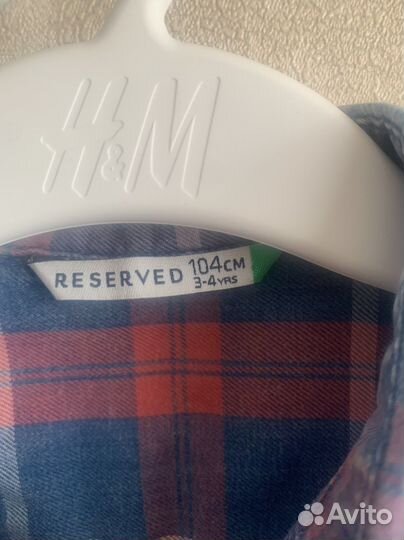 H&M
RESERVED 104CM
3-4YRS
Avito